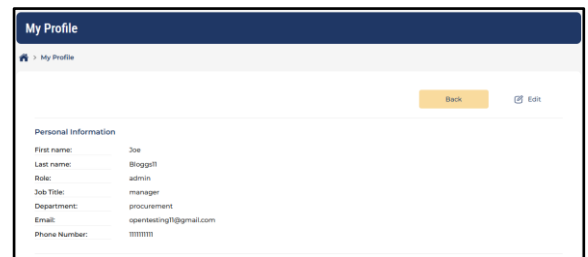 My Profile
> My Profile
Back
Edit
Personal Information
First name: Joe
Last name: Bloggs11
Role: admin
Job Title: manager
Department: procurement
Email: opentesting11@gmail.com
Phone Number: